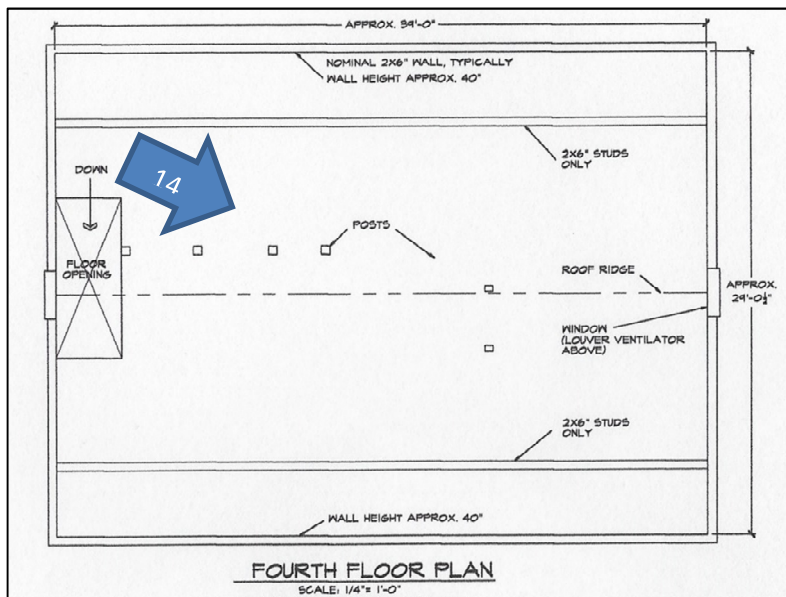 APPROX. 39'-0"
NOMINAL 2X6" WALL, TYPICALLY
WALL HEIGHT APPROX. 40"
2X6" STUDS
ONLY
DOWN
14
POSTS
FLOOR
OPENING
ROOF RIDGE
APPROX.
29'-0½"
WINDOW
(LOUVER VENTILATOR
ABOVE)
2X6" STUDS
ONLY
WALL HEIGHT APPROX. 40"
FOURTH FLOOR PLAN
SCALE: 1/4"= 1'-0"